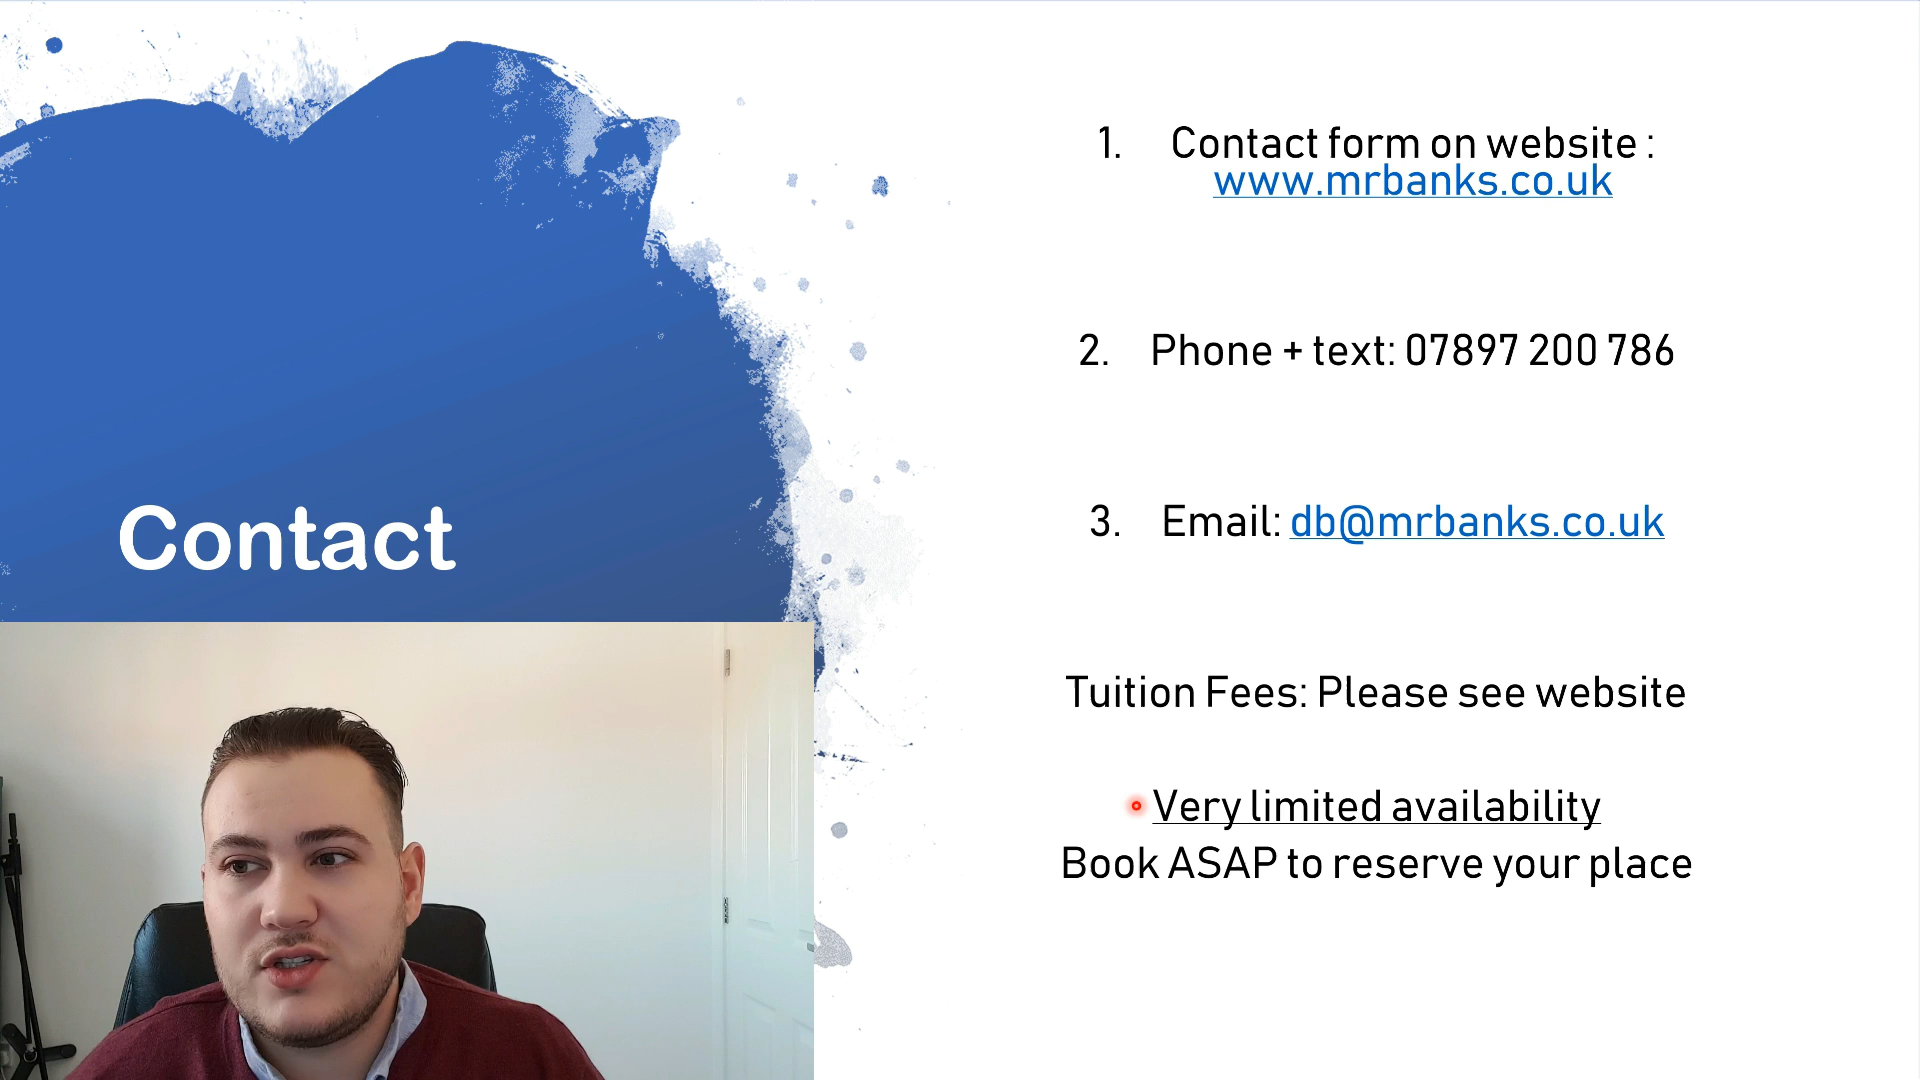 Contact
1. Contact form on website :
www.mrbanks.co.uk
2. Phone + text: 07897 200 786
3. Email: db@mrbanks.co.uk
Tuition Fees: Please see website
Very limited availability
Book ASAP to reserve your place